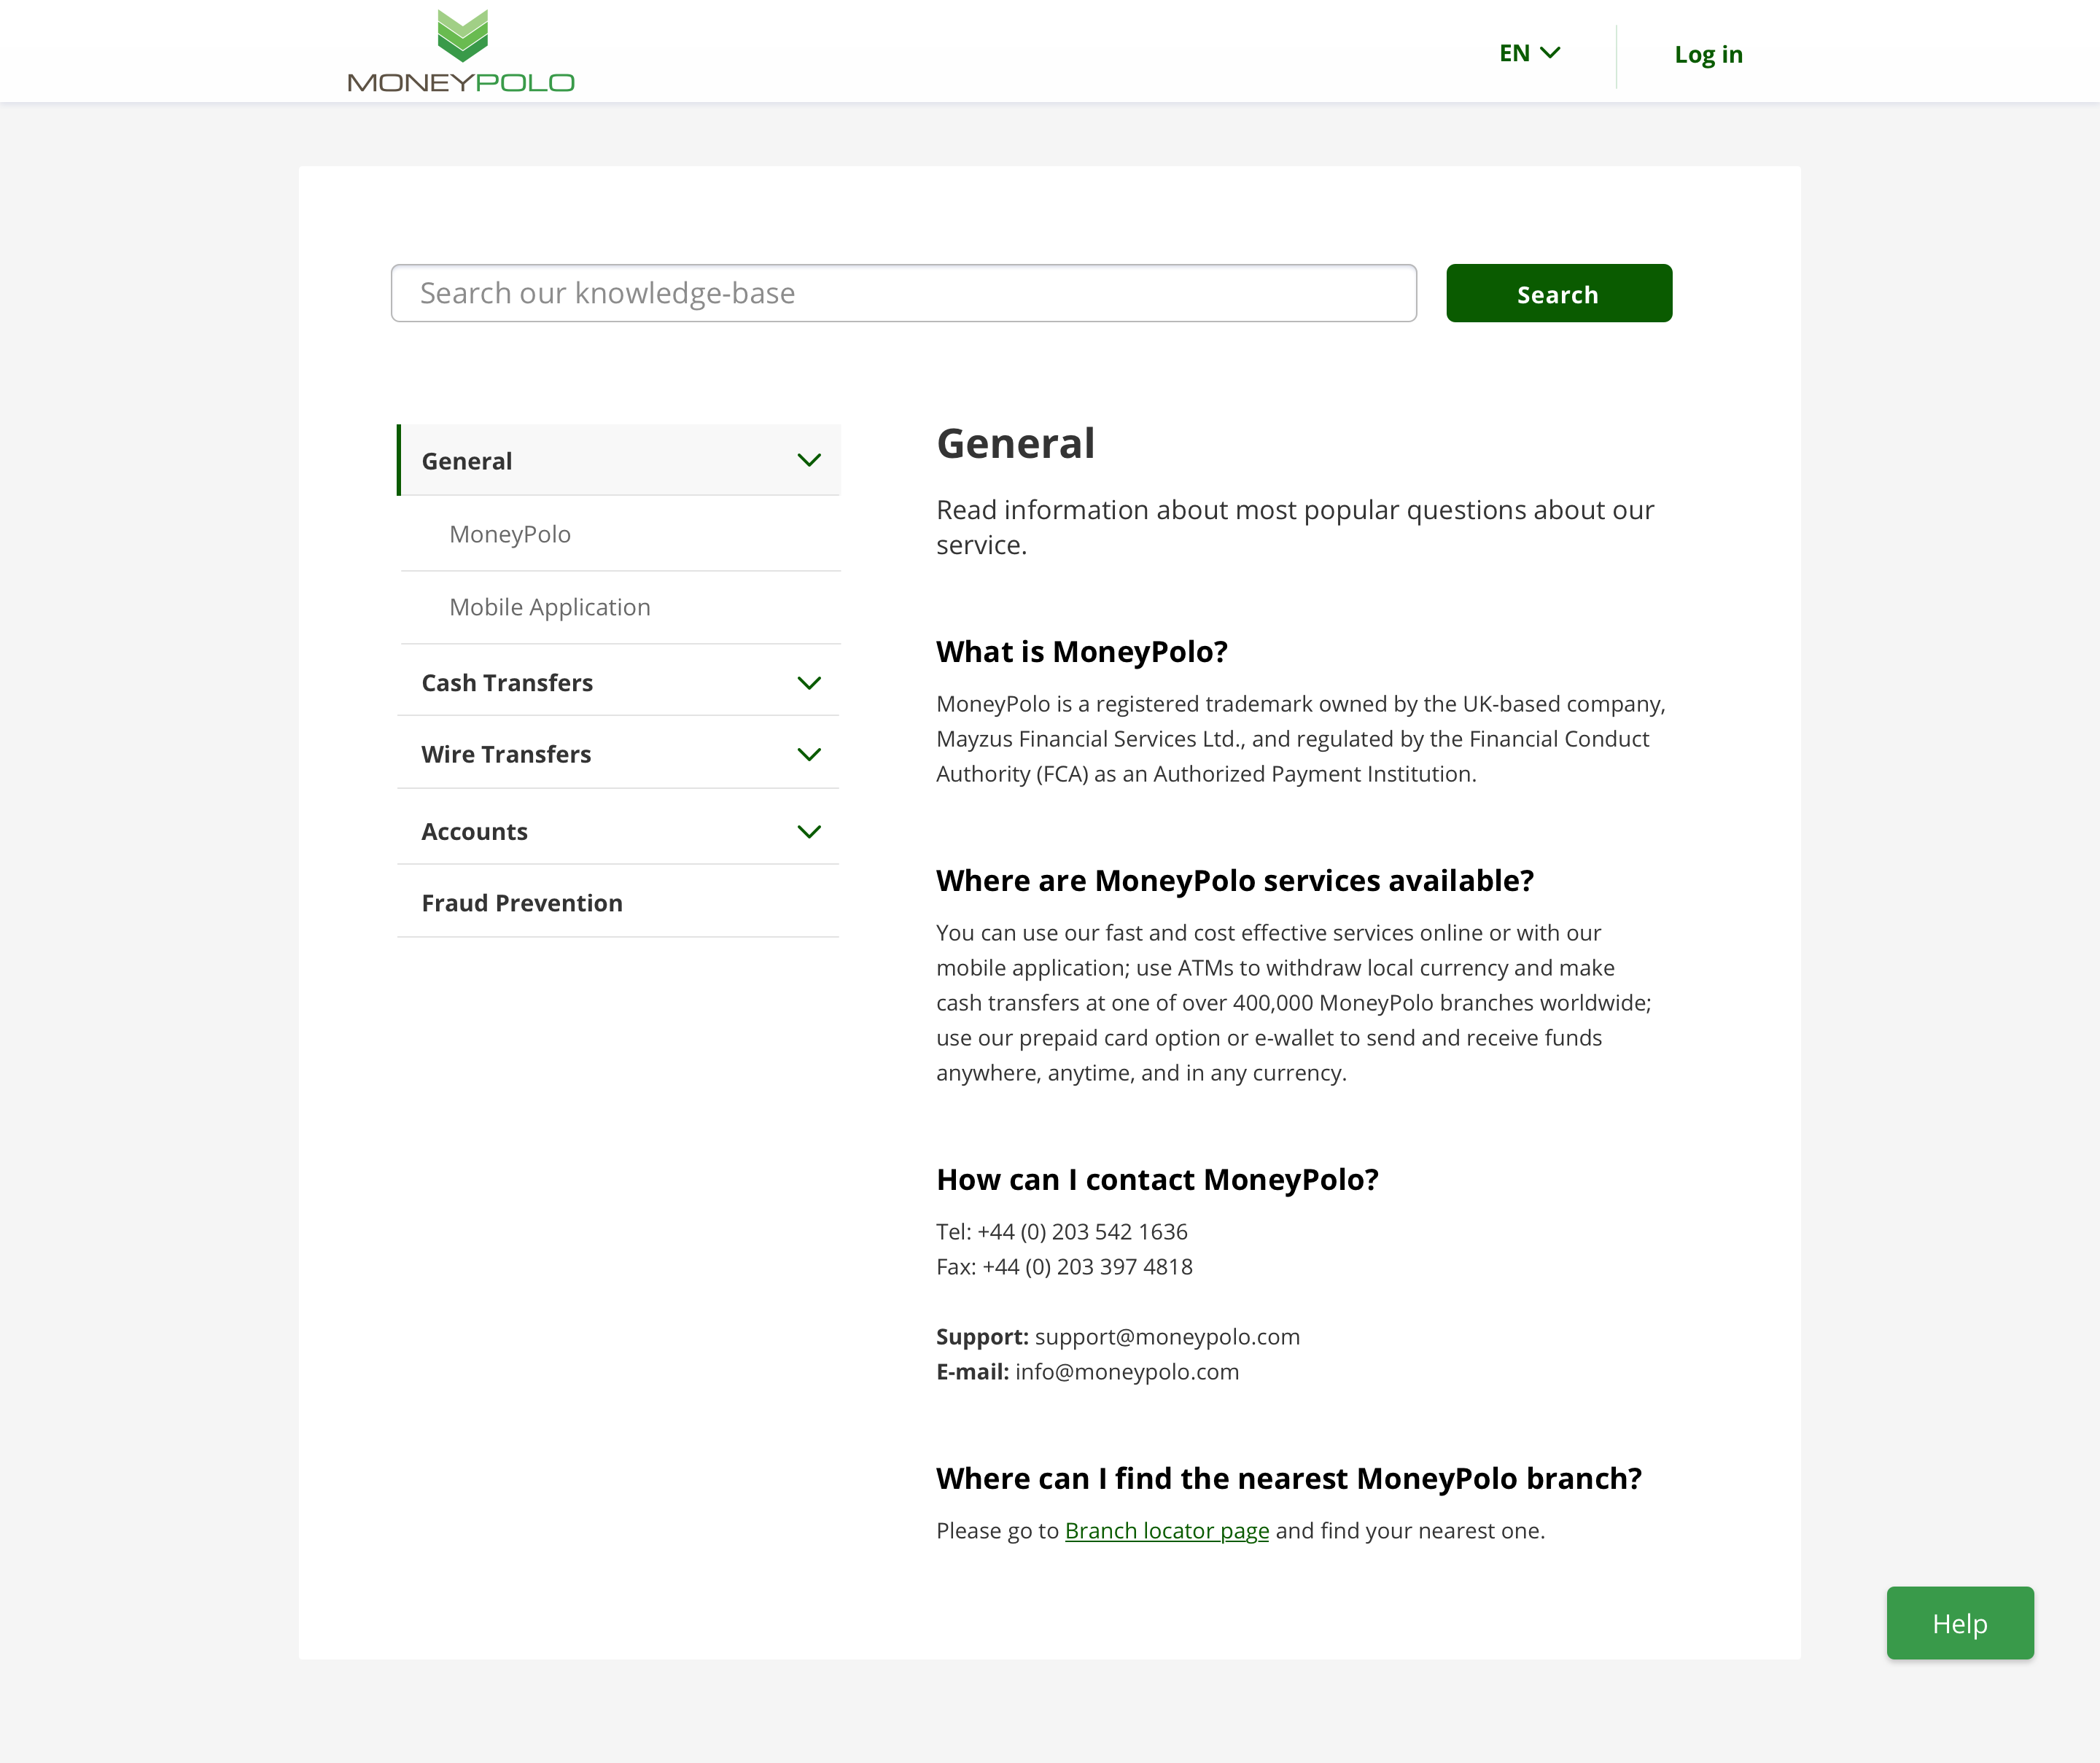 MONEYPOLO
EN
Log in
Search our knowledge-base
Search
General
MoneyPolo
Mobile Application
Cash Transfers
Wire Transfers
Accounts
Fraud Prevention
General
Read information about most popular questions about our
service.
What is MoneyPolo?
MoneyPolo is a registered trademark owned by the UK-based company,
Mayzus Financial Services Ltd., and regulated by the Financial Conduct
Authority (FCA) as an Authorized Payment Institution.
Where are MoneyPolo services available?
You can use our fast and cost effective services online or with our
mobile application; use ATMs to withdraw local currency and make
cash transfers at one of over 400,000 MoneyPolo branches worldwide;
use our prepaid card option or e-wallet to send and receive funds
anywhere, anytime, and in any currency.
How can I contact MoneyPolo?
Tel: +44 (0) 203 542 1636
Fax: +44 (0) 203 397 4818
Support: support@moneypolo.com
E-mail: info@moneypolo.com
Where can I find the nearest MoneyPolo branch?
Please go to Branch locator page and find your nearest one.
Help